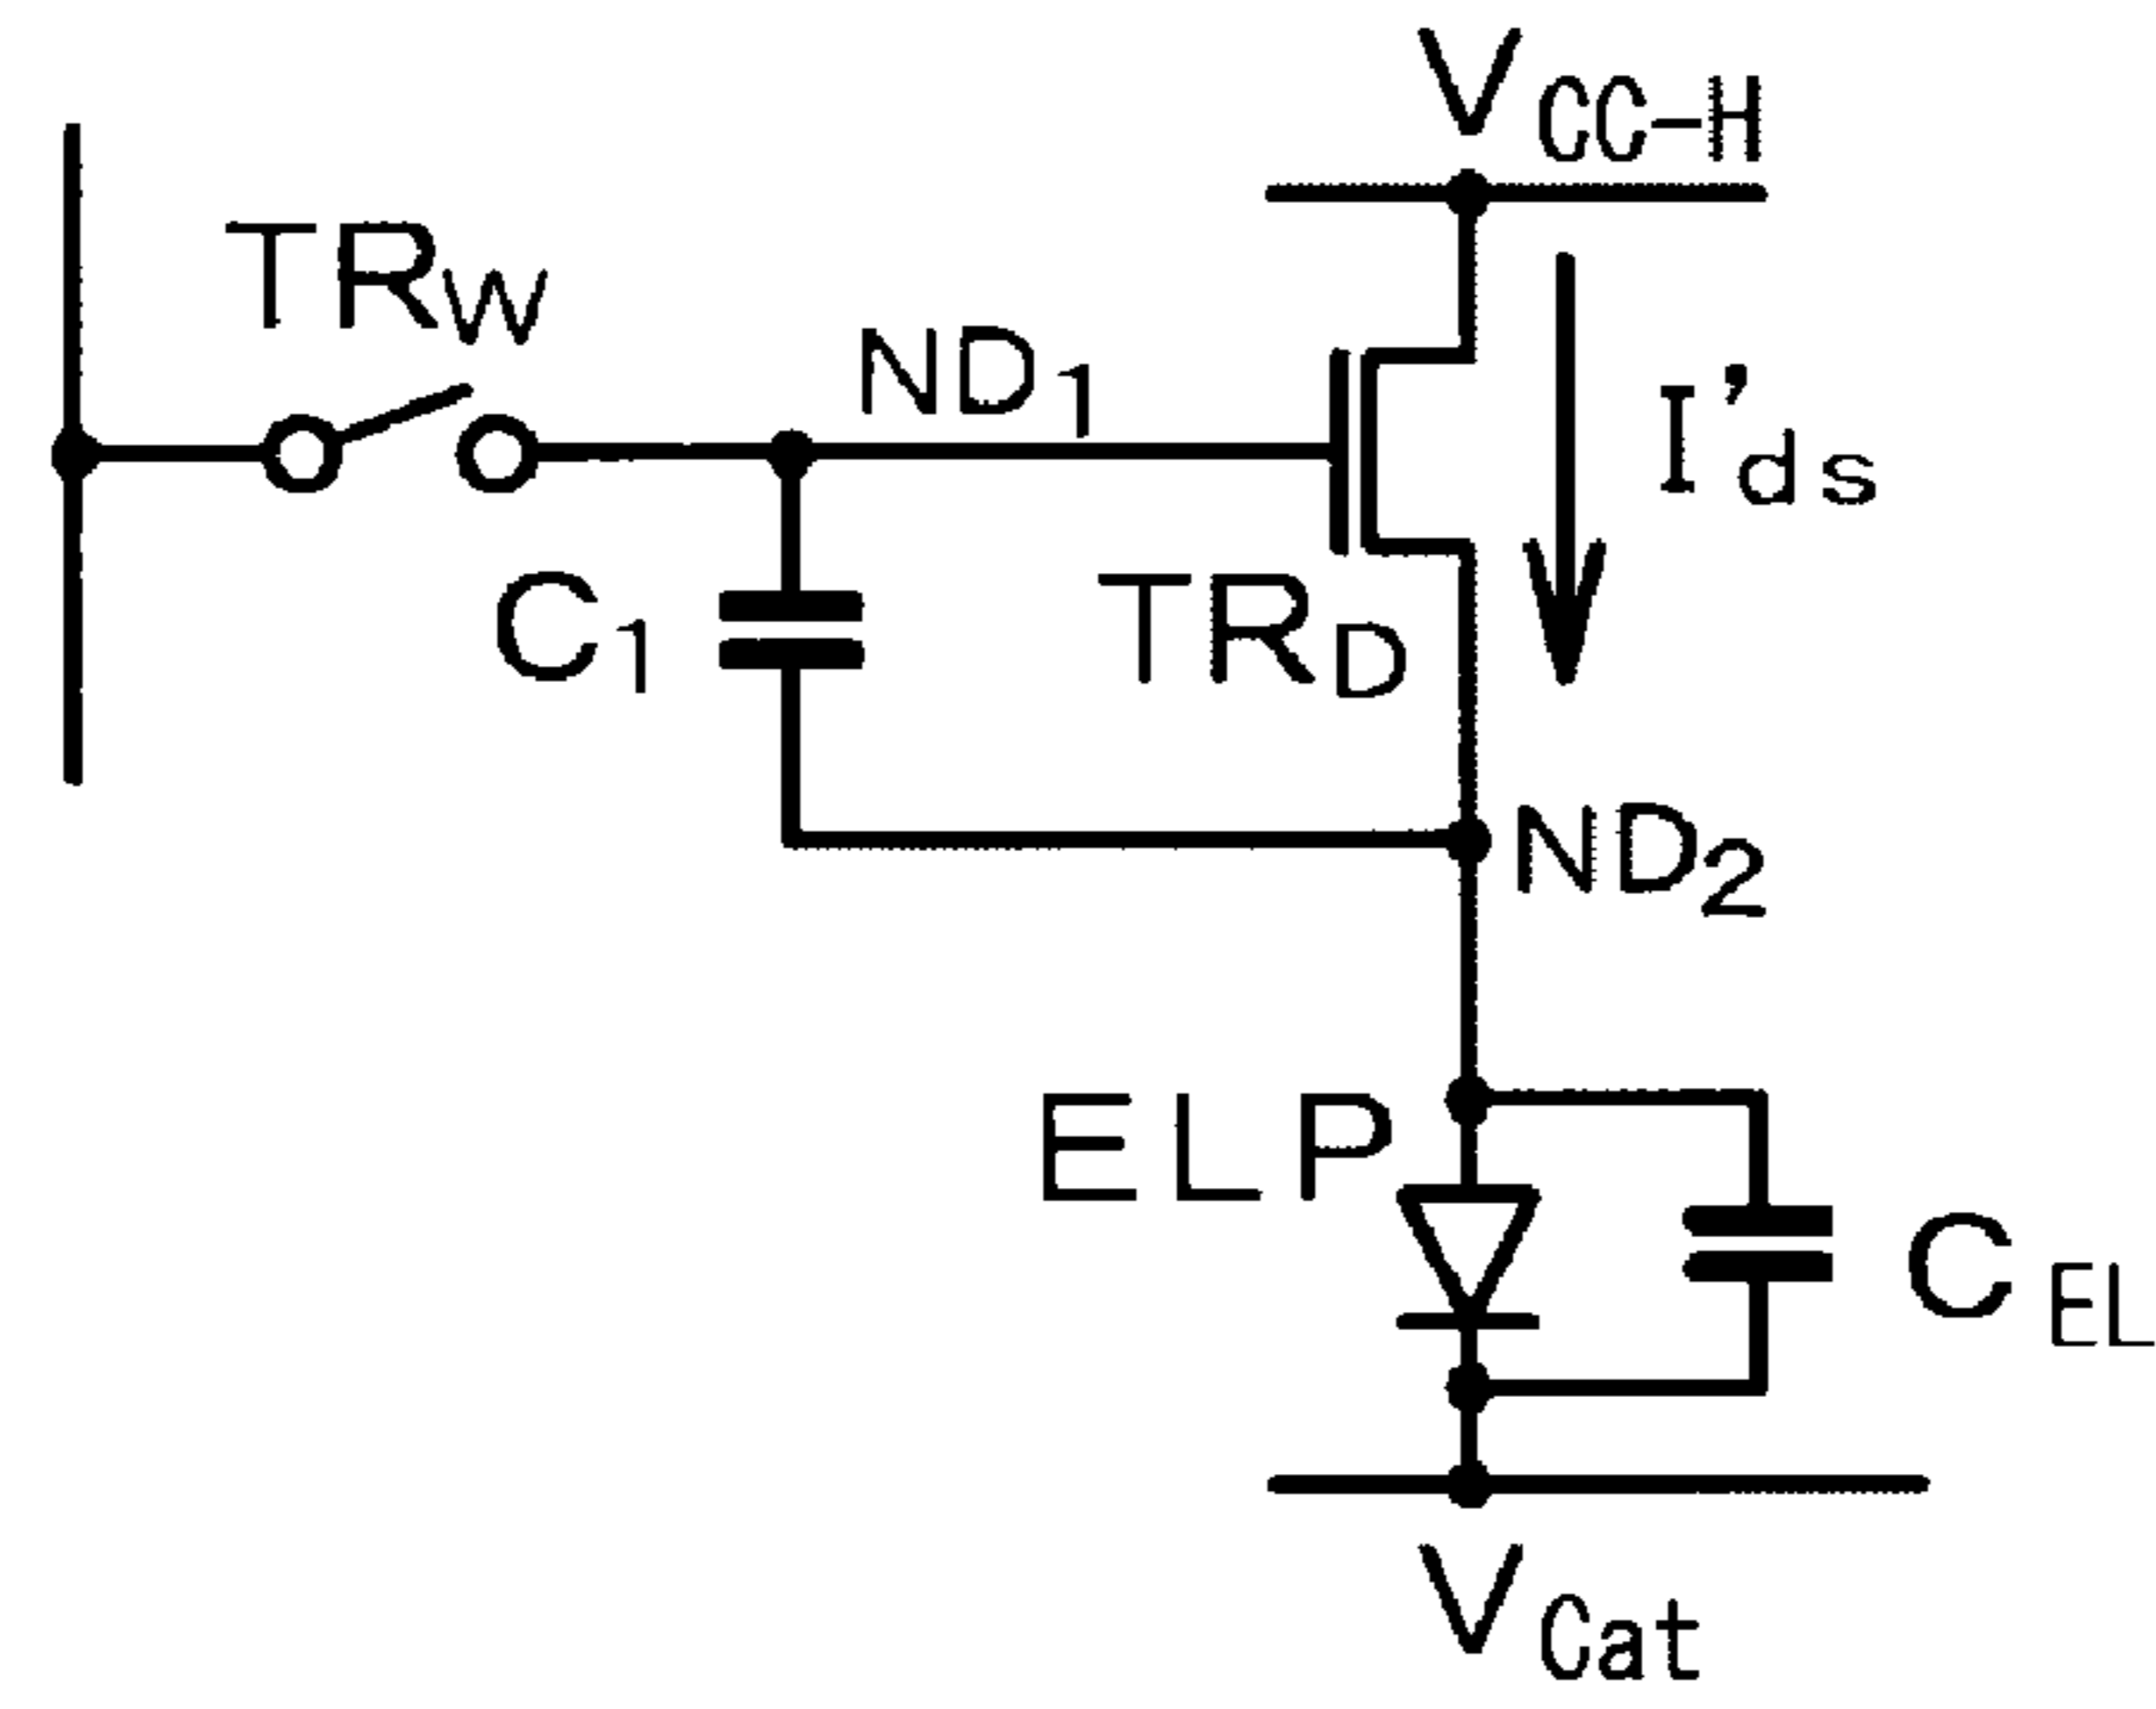 VCC-H
TRW
ND1
I'ds
C1
TRD
ND2
ELP
CEL
VCat